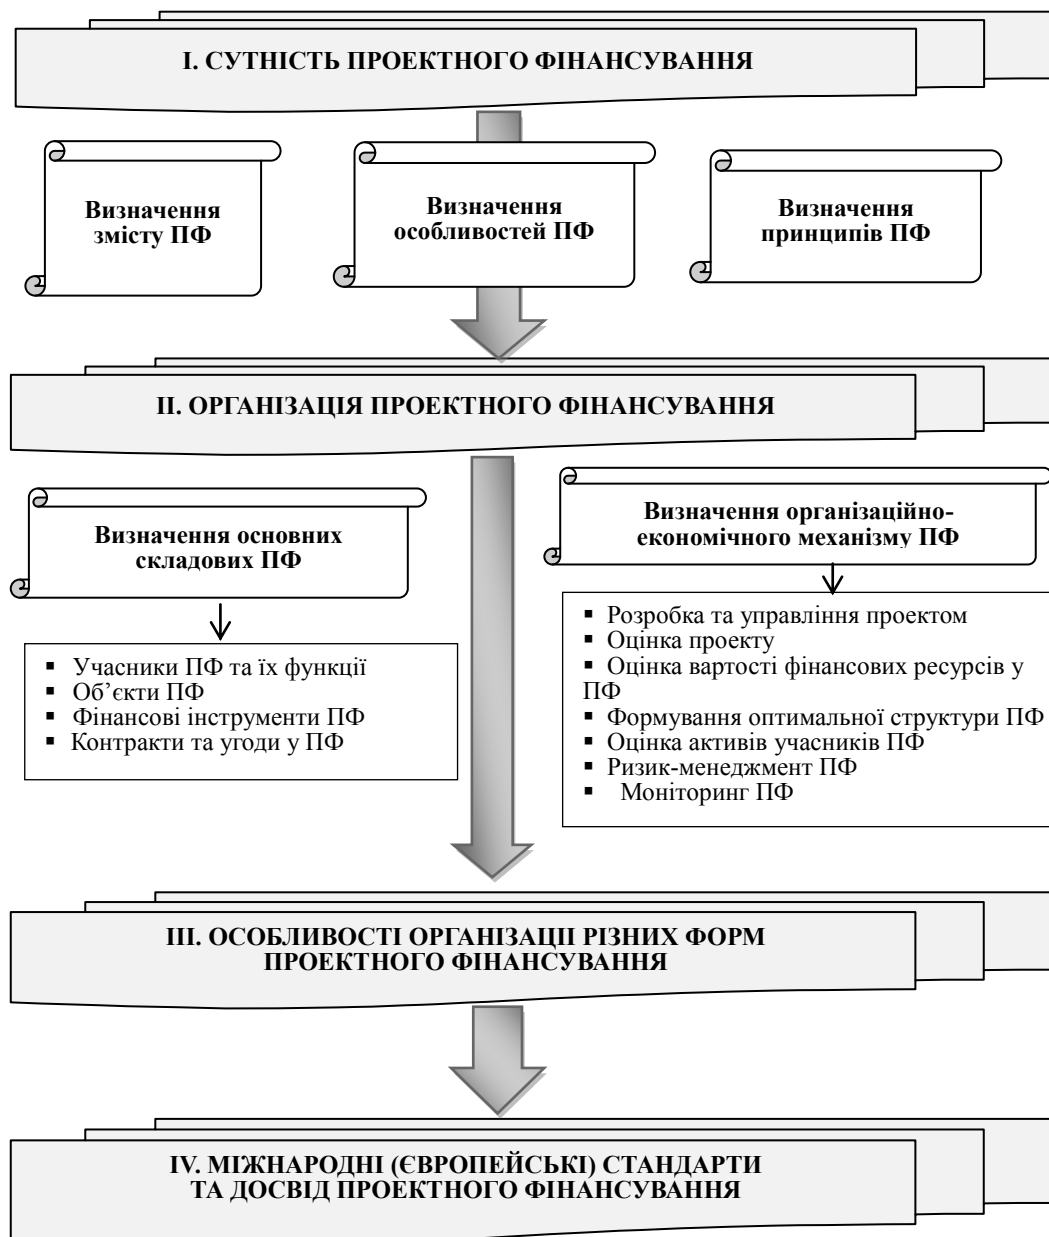 І. СУТНІСТЬ ПРОЕКТНОГО ФІНАНСУВАННЯ
Визначення
змісту ПФ
Визначення
особливостей ПФ
Визначення
принципів ПФ
ІІ. ОРГАНІЗАЦІЯ ПРОЕКТНОГО ФІНАНСУВАННЯ
Визначення основних
складових ПФ
▪ Учасники ПФ та їх функції
▪ Об’єкти ПФ
▪ Фінансові інструменти ПФ
▪ Контракти та угоди у ПФ
Визначення організаційно-
економічного механізму ПФ
▪ Розробка та управління проектом
▪ Оцінка проекту
▪ Оцінка вартості фінансових ресурсів у
ПФ
▪ Формування оптимальної структури ПФ
▪ Оцінка активів учасників ПФ
▪ Ризик-менеджмент ПФ
▪ Моніторинг ПФ
ІІІ. ОСОБЛИВОСТІ ОРГАНІЗАЦІІ РІЗНИХ ФОРМ
ПРОЕКТНОГО ФІНАНСУВАННЯ
IV. МІЖНАРОДНІ (ЄВРОПЕЙСЬКІ) СТАНДАРТИ
ТА ДОСВІД ПРОЕКТНОГО ФІНАНСУВАННЯ